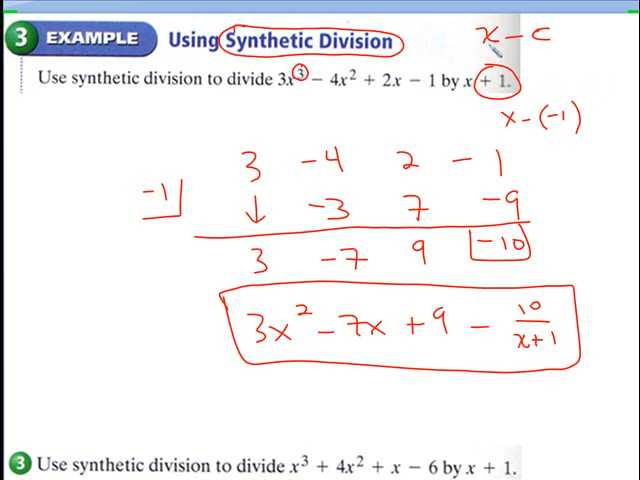 3 EXAMPLE Using Synthetic Division
x - c
Use synthetic division to divide 3x³ − 4x² + 2x − 1 by x + 1.
x - (-1)
-1 3 -4 2 -1
↓ -3 7 -9
3 -7 9 -10
3x² - 7x + 9 - 10/x+1
3 Use synthetic division to divide x³ + 4x² + x − 6 by x + 1.